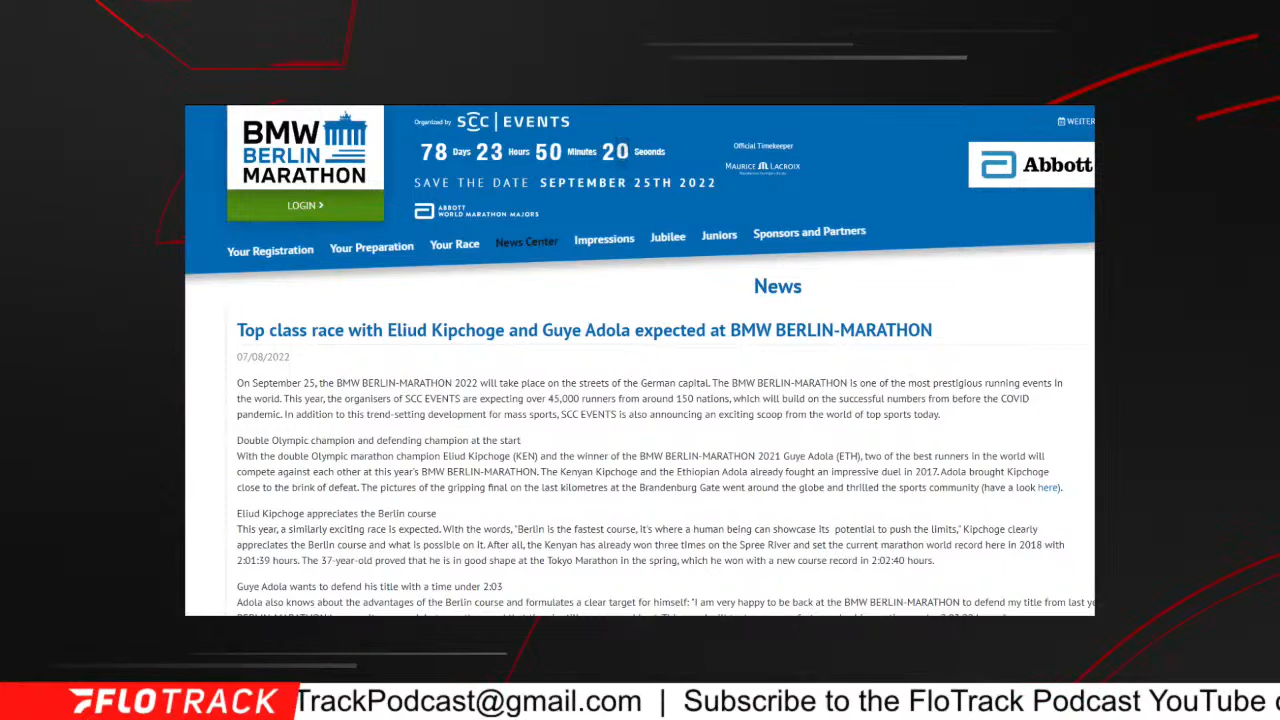 BMW
BERLIN
MARATHON
LOGIN
Organized by SCC | EVENTS
78 Days 23 Hours 50 Minutes 20 Seconds
SAVE THE DATE SEPTEMBER 25TH 2022
ABBOTT
WORLD MARATHON MAJORS
Official Timekeeper
MAURICE LACROIX
WEITER
Abbott
Your Registration Your Preparation Your Race News Center Impressions Jubilee Juniors Sponsors and Partners
News
Top class race with Eliud Kipchoge and Guye Adola expected at BMW BERLIN-MARATHON
07/08/2022
On September 25, the BMW BERLIN-MARATHON 2022 will take place on the streets of the German capital. The BMW BERLIN-MARATHON is one of the most prestigious running events in
the world. This year, the organisers of SCC EVENTS are expecting over 45,000 runners from around 150 nations, which will build on the successful numbers from before the COVID
pandemic. In addition to this trend-setting development for mass sports, SCC EVENTS is also announcing an exciting scoop from the world of top sports today.
Double Olympic champion and defending champion at the start
With the double Olympic marathon champion Eliud Kipchoge (KEN) and the winner of the BMW BERLIN-MARATHON 2021 Guye Adola (ETH), two of the best runners in the world will
compete against each other at this year's BMW BERLIN-MARATHON. The Kenyan Kipchoge and the Ethiopian Adola already fought an impressive duel in 2017. Adola brought Kipchoge
close to the brink of defeat. The pictures of the gripping final on the last kilometres at the Brandenburg Gate went around the globe and thrilled the sports community (have a look here).
Eliud Kipchoge appreciates the Berlin course
This year, a similarly exciting race is expected. With the words, "Berlin is the fastest course, it's where a human being can showcase its potential to push the limits," Kipchoge clearly
appreciates the Berlin course and what is possible on it. After all, the Kenyan has already won three times on the Spree River and set the current marathon world record here in 2018 with
2:01:39 hours. The 37-year-old proved that he is in good shape at the Tokyo Marathon in the spring, which he won with a new course record in 2:02:40 hours.
Guye Adola wants to defend his title with a time under 2:03
Adola also knows about the advantages of the Berlin course and formulates a clear target for himself: "I am very happy to be back at the BMW BERLIN-MARATHON to defend my title from last ye
FLOTRACK
TrackPodcast@gmail.com | Subscribe to the FloTrack Podcast YouTube